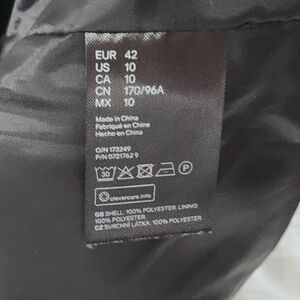 EUR 42
US 10
CA 10
CN 170/96A
MX 10
Made in China
Fabriqué en China
Hecho en China
O/N 173249
P/N 0721762 9
30 P
clevercare.info
GB SHELL: 100% POLYESTER. LINING:
100% POLYESTER.
CZ SVRCHNÍ LÁTKA: 100% POLYESTER.